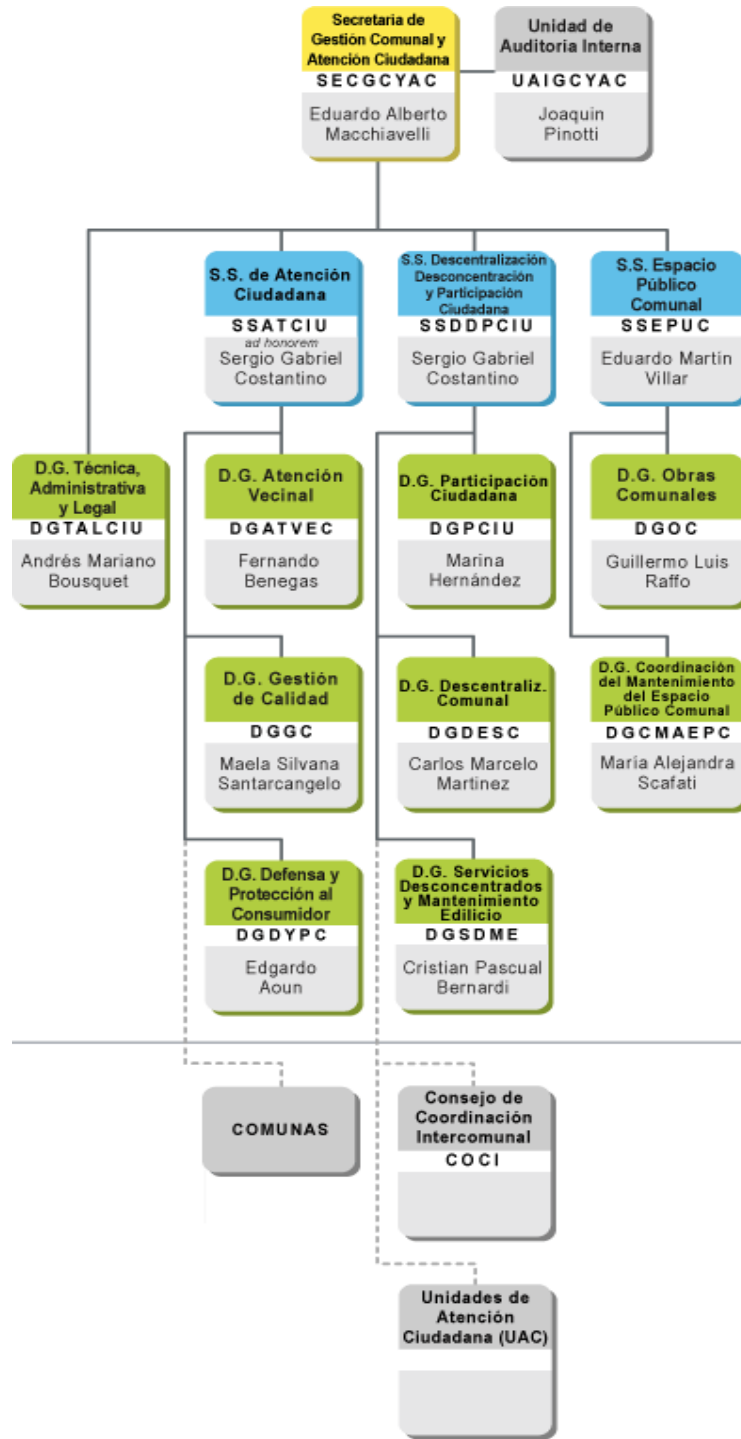 Secretaria de
Gestión Comunal y
Atención Ciudadana
SECGCYAC
Eduardo Alberto
Macchiavelli
Unidad de
Auditoría Interna
UAIGCYAC
Joaquin
Pinotti
S.S. de Atención
Ciudadana
SSATCIU
ad honorem
Sergio Gabriel
Costantino
S.S. Descentralización
Desconcentración
y Participación
Ciudadana
SSDDPCIU
Sergio Gabriel
Costantino
S.S. Espacio
Público
Comunal
SSEPUC
Eduardo Martín
Villar
D.G. Técnica,
Administrativa
y Legal
DGTALCIU
Andrés Mariano
Bousquet
D.G. Atención
Vecinal
DGATVEC
Fernando
Benegas
D.G. Participación
Ciudadana
DGPCIU
Marina
Hernández
D.G. Obras
Comunales
DGOC
Guillermo Luis
Raffo
D.G. Gestión
de Calidad
DGGC
Maela Silvana
Santarcangelo
D.G. Descentraliz.
Comunal
DGDESC
Carlos Marcelo
Martinez
D.G. Coordinación
del Mantenimiento
del Espacio
Público Comunal
DGCMAEPC
María Alejandra
Scafati
D.G. Defensa y
Protección al
Consumidor
DGDYPC
Edgardo
Aoun
D.G. Servicios
Desconcentrados
y Mantenimiento
Edilicio
DGSDME
Cristian Pascual
Bernardi
COMUNAS
Consejo de
Coordinación
Intercomunal
COCI
Unidades de
Atención
Ciudadana (UAC)